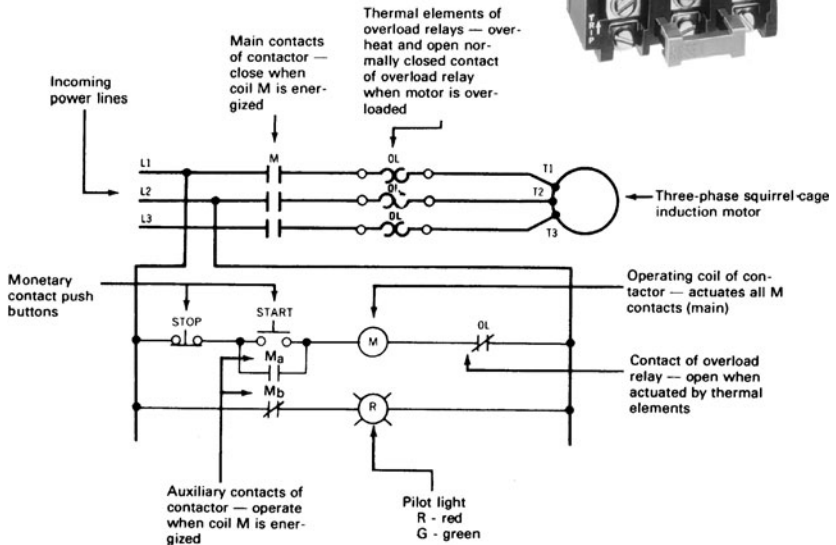 Thermal elements of
overload relays — over-
heat and open nor-
mally closed contact
of overload relay
when motor is over-
loaded
TRIP
Main contacts
of contactor —
close when
coil M is ener-
gized
Incoming
power lines
L1
M
OL
T1
L2
OL
T2
L3
OL
T3
Three-phase squirrel-cage
induction motor
Monetary
contact push
buttons
Operating coil of con-
tactor — actuates all M
contacts (main)
STOP
START
M
OL
Ma
Contact of overload
relay — open when
actuated by thermal
elements
Mb
R
Auxiliary contacts of
contactor — operate
when coil M is ener-
gized
Pilot light
R - red
G - green